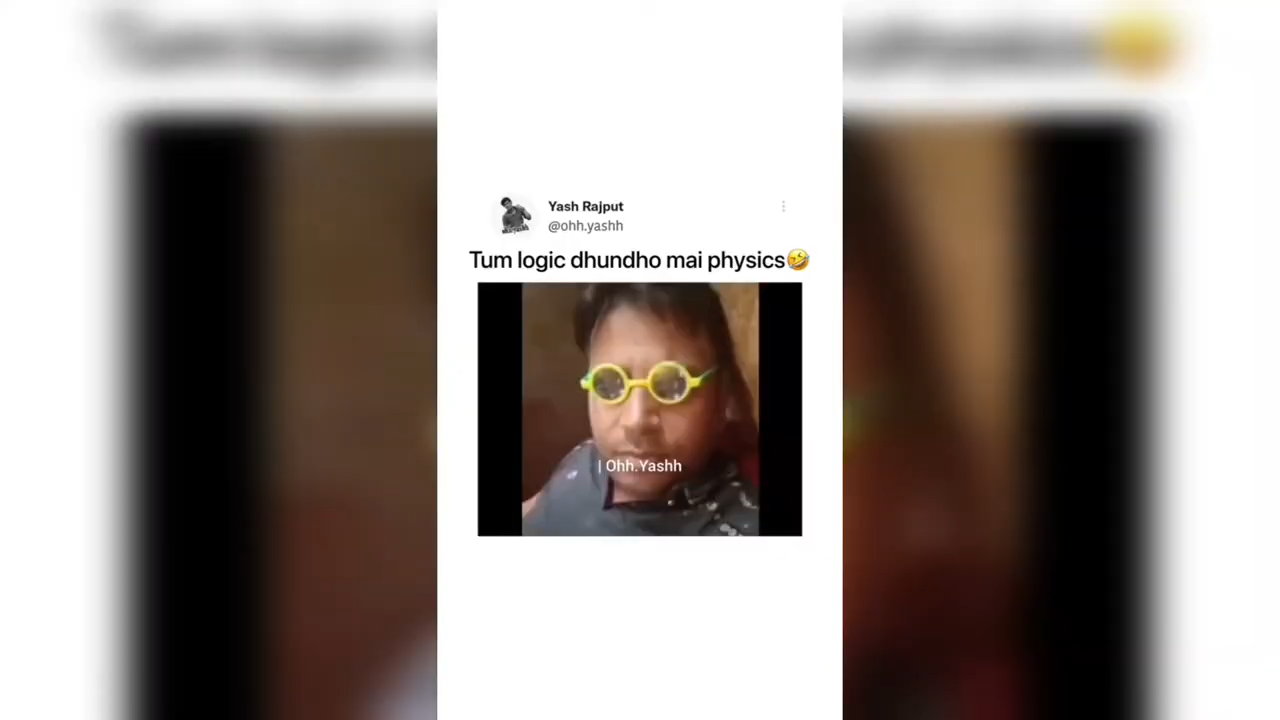 Yash Rajput
@ohh.yashh
Tum logic dhundho mai physics🤣
| Ohh.Yashh